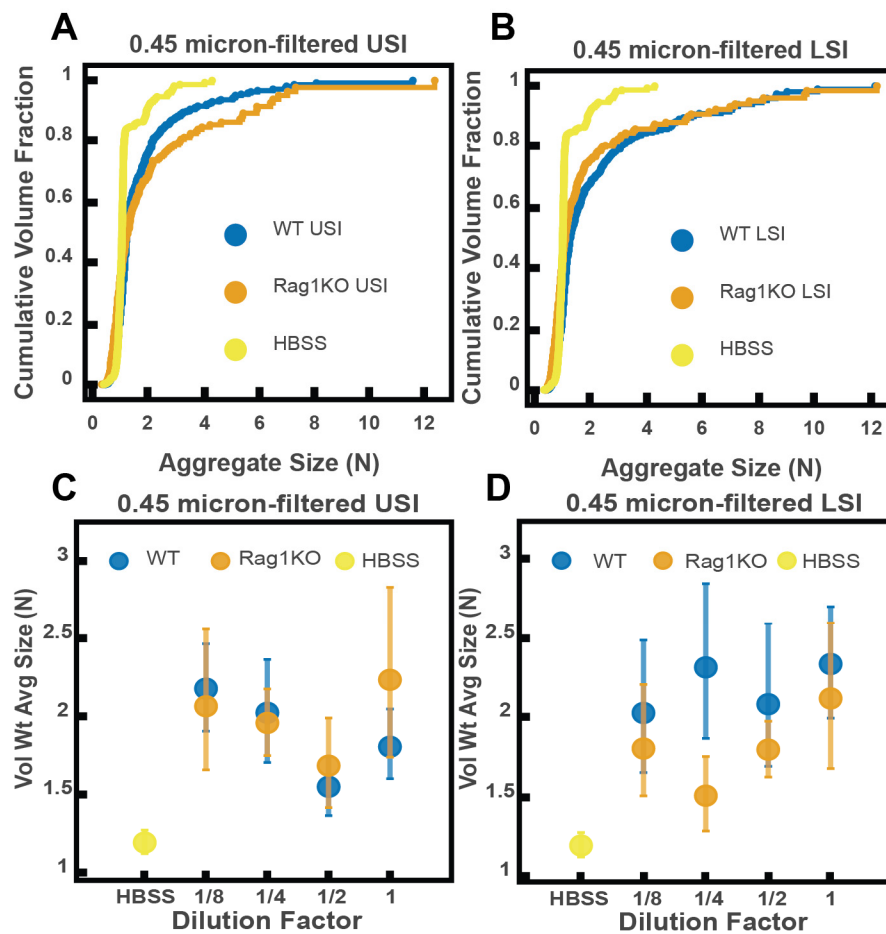 A
0.45 micron-filtered USI
Cumulative Volume Fraction
1
0.8
0.6
0.4
0.2
0
WT USI
Rag1KO USI
HBSS
0 2 4 6 8 10 12
Aggregate Size (N)
B
0.45 micron-filtered LSI
Cumulative Volume Fraction
1
0.8
0.6
0.4
0.2
0
WT LSI
Rag1KO LSI
HBSS
0 2 4 6 8 10 12
Aggregate Size (N)
C
0.45 micron-filtered USI
Vol Wt Avg Size (N)
WT Rag1KO HBSS
3
2.5
2
1.5
1
HBSS 1/8 1/4 1/2 1
Dilution Factor
D
0.45 micron-filtered LSI
Vol Wt Avg Size (N)
WT Rag1KO HBSS
3
2.5
2
1.5
1
HBSS 1/8 1/4 1/2 1
Dilution Factor